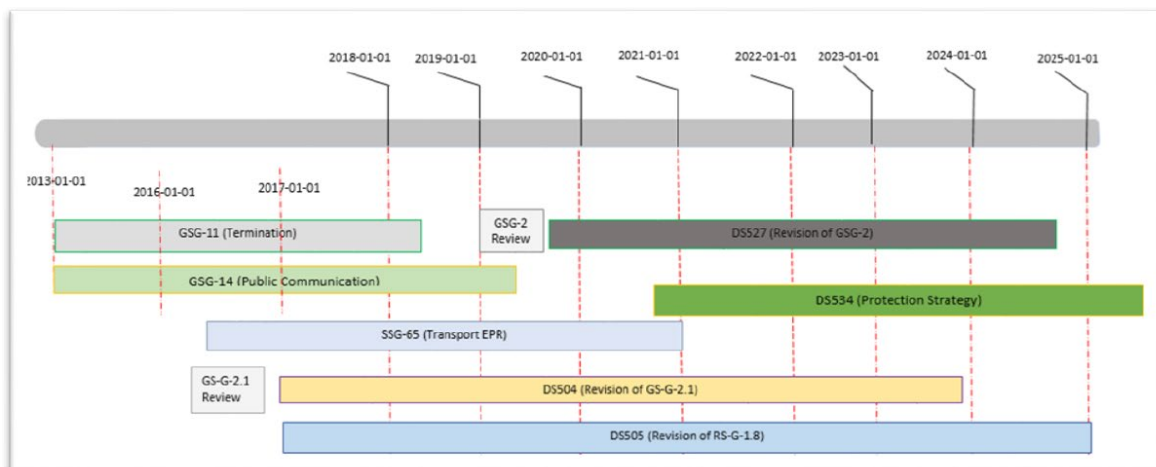 2018-01-01
2019-01-01
2020-01-01
2021-01-01
2022-01-01
2023-01-01
2024-01-01
2025-01-01
2013-01-01
2016-01-01
2017-01-01
GSG-11 (Termination)
GSG-2
Review
DS527 (Revision of GSG-2)
GSG-14 (Public Communication)
DS534 (Protection Strategy)
SSG-65 (Transport EPR)
GS-G-2.1
Review
DS504 (Revision of GS-G-2.1)
DS505 (Revision of RS-G-1.8)